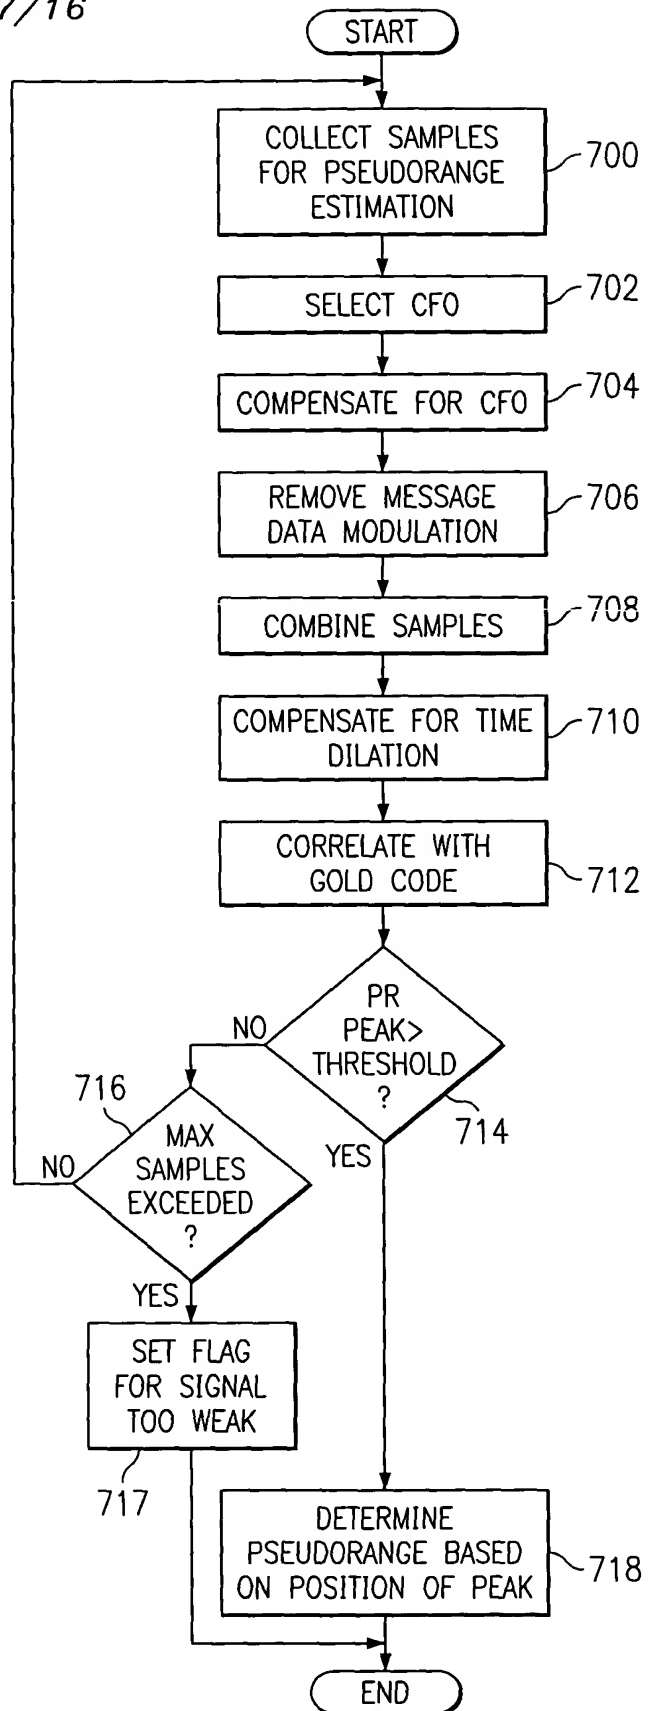 7/16
START
COLLECT SAMPLES
FOR PSEUDORANGE
ESTIMATION
700
SELECT CFO
702
COMPENSATE FOR CFO
704
REMOVE MESSAGE
DATA MODULATION
706
COMBINE SAMPLES
708
COMPENSATE FOR TIME
DILATION
710
CORRELATE WITH
GOLD CODE
712
PR
PEAK>
THRESHOLD
?
714
NO
YES
716
MAX
SAMPLES
EXCEEDED
?
NO
YES
SET FLAG
FOR SIGNAL
TOO WEAK
717
DETERMINE
PSEUDORANGE BASED
ON POSITION OF PEAK
718
END